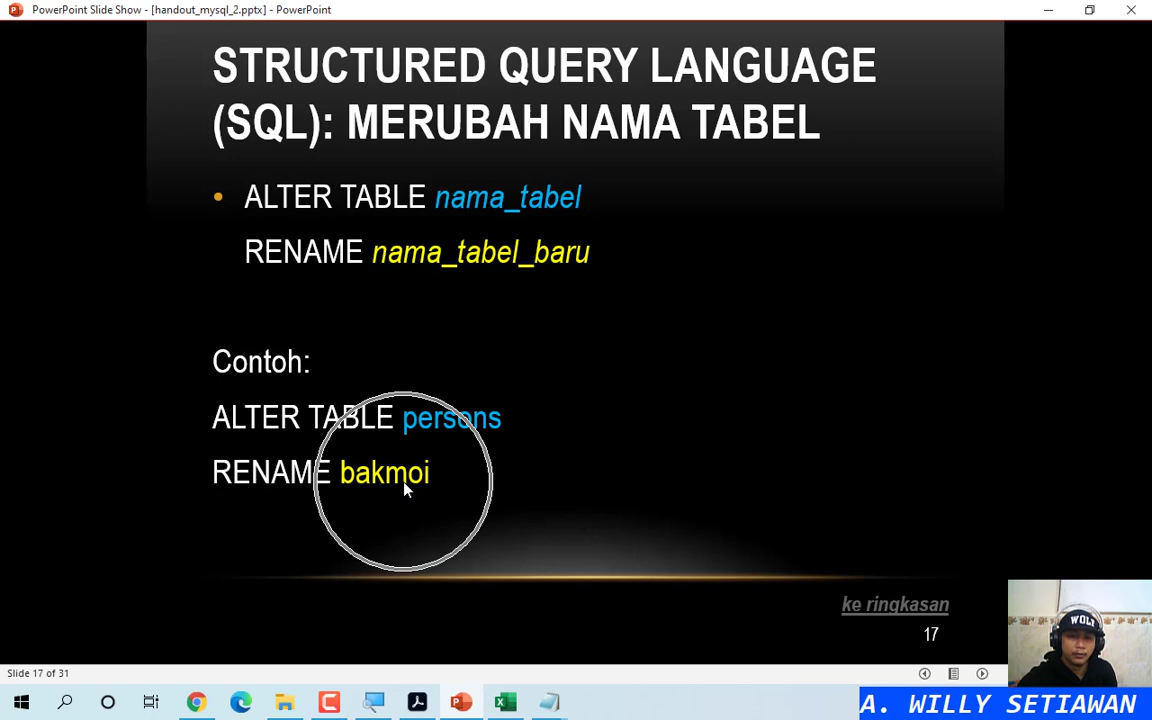 PowerPoint Slide Show - [handout_mysql_2.pptx] - PowerPoint
STRUCTURED QUERY LANGUAGE
(SQL): MERUBAH NAMA TABEL
• ALTER TABLE nama_tabel
RENAME nama_tabel_baru
Contoh:
ALTER TABLE persons
RENAME bakmoi
ke ringkasan
17
WOLF
Slide 17 of 31
A. WILLY SETIAWAN